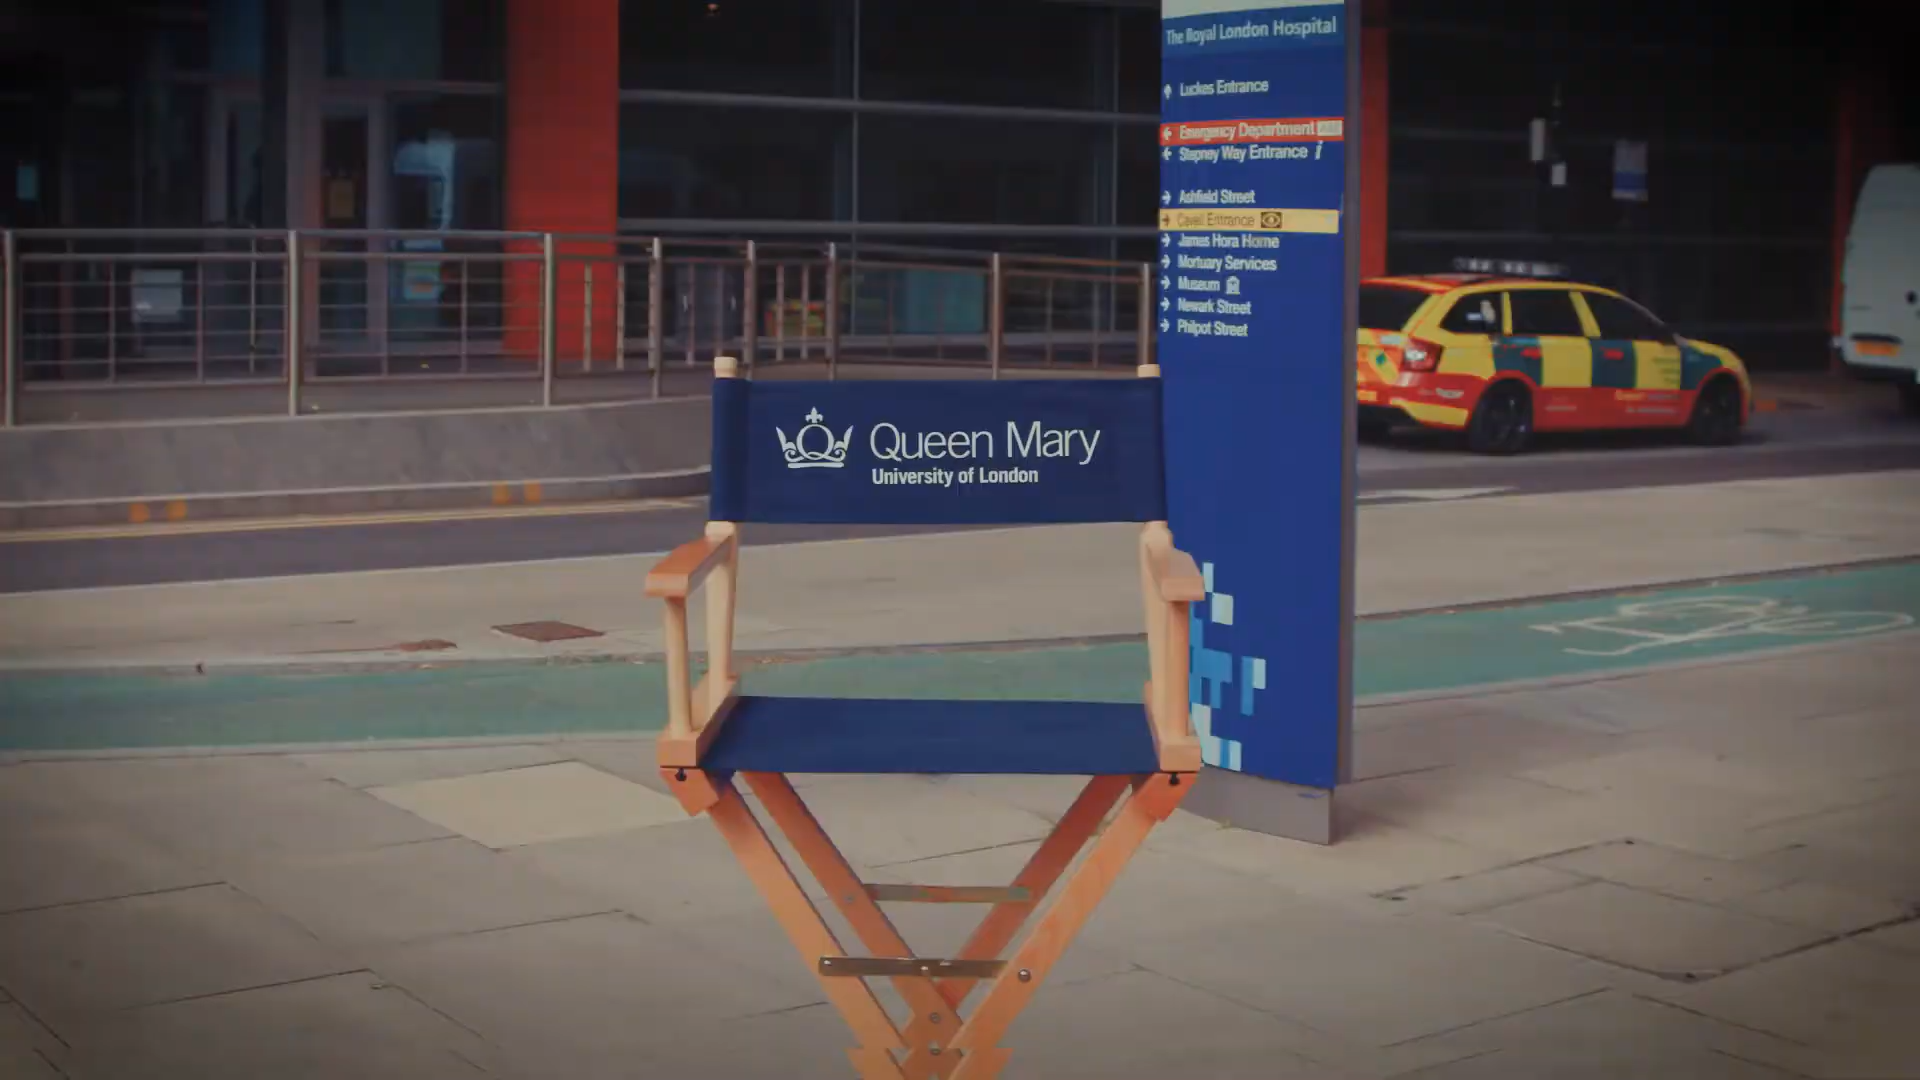 The Royal London Hospital
Luckes Entrance
Emergency Department A&E
Stepney Way Entrance i
Ashfield Street
Cavell Entrance
James Hora Home
Mortuary Services
Museum
Newark Street
Philpot Street
Queen Mary
University of London